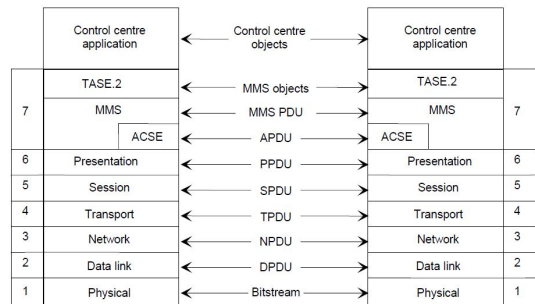 Control centre
application
Control centre
objects
Control centre
application
TASE.2
MMS objects
TASE.2
7
MMS
MMS PDU
MMS
7
ACSE
APDU
ACSE
6
Presentation
PPDU
Presentation
6
5
Session
SPDU
Session
5
4
Transport
TPDU
Transport
4
3
Network
NPDU
Network
3
2
Data link
DPDU
Data link
2
1
Physical
Bitstream
Physical
1